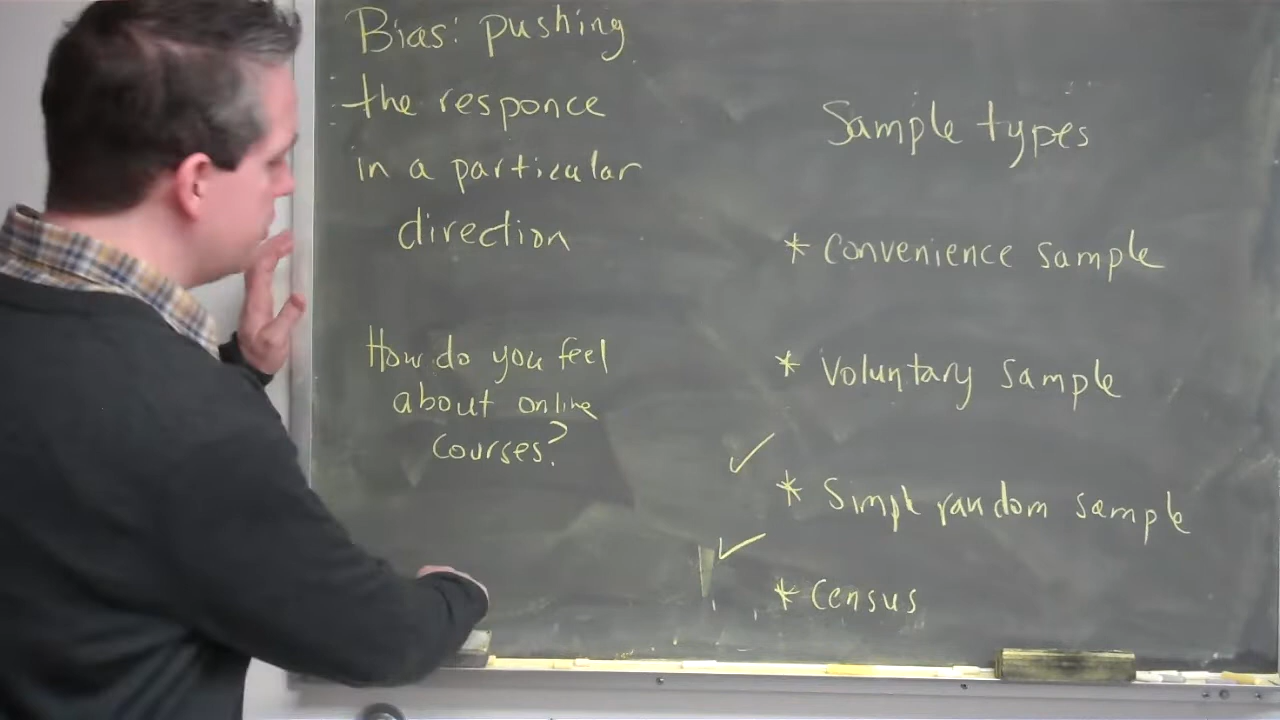 Bias: pushing
the responce
in a particular
direction
How do you feel
about online
courses?
Sample types
* Convenience sample
* Voluntary sample
✓ * Simple random sample
✓ * Census